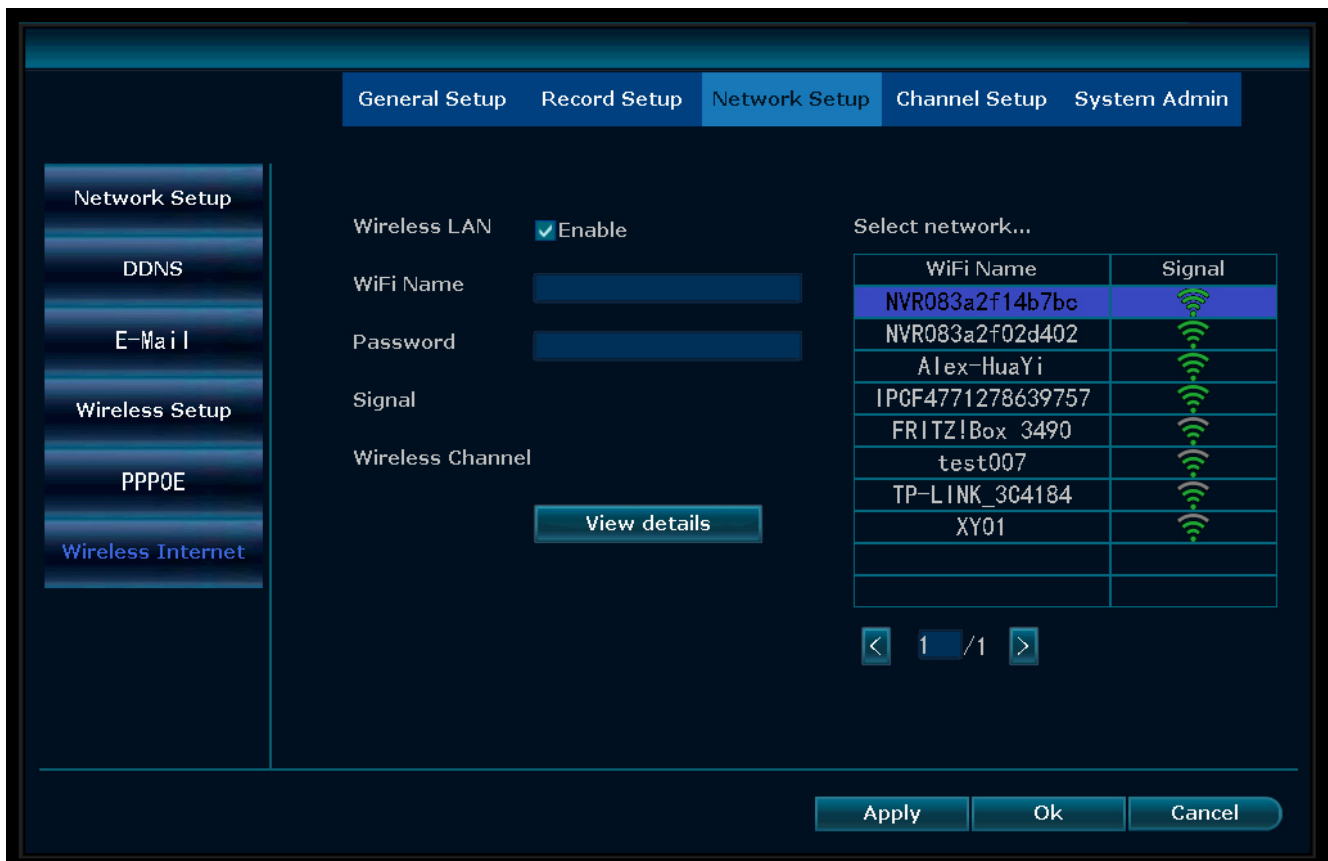 General Setup Record Setup Network Setup Channel Setup System Admin
Network Setup
DDNS
E-Mail
Wireless Setup
PPPOE
Wireless Internet
Wireless LAN Enable
WiFi Name
Password
Signal
Wireless Channel
View details
Select network...
WiFi Name Signal
NVR083a2f14b7bc
NVR083a2f02d402
Alex-HuaYi
IPCF4771278639757
FRITZ!Box 3490
test007
TP-LINK_3C4184
XY01
< 1 /1 >
Apply Ok Cancel